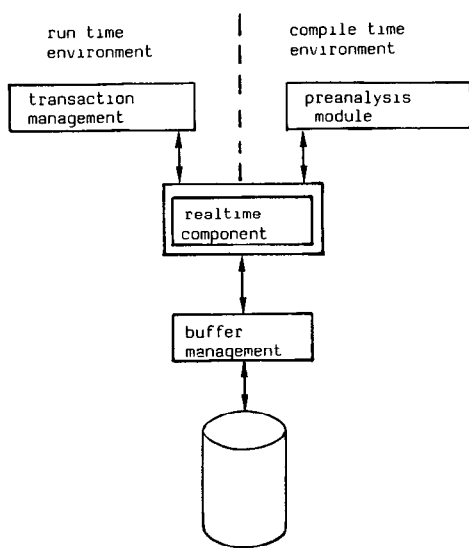 run time
environment
compile time
environment
transaction
management
preanalysis
module
realtime
component
buffer
management